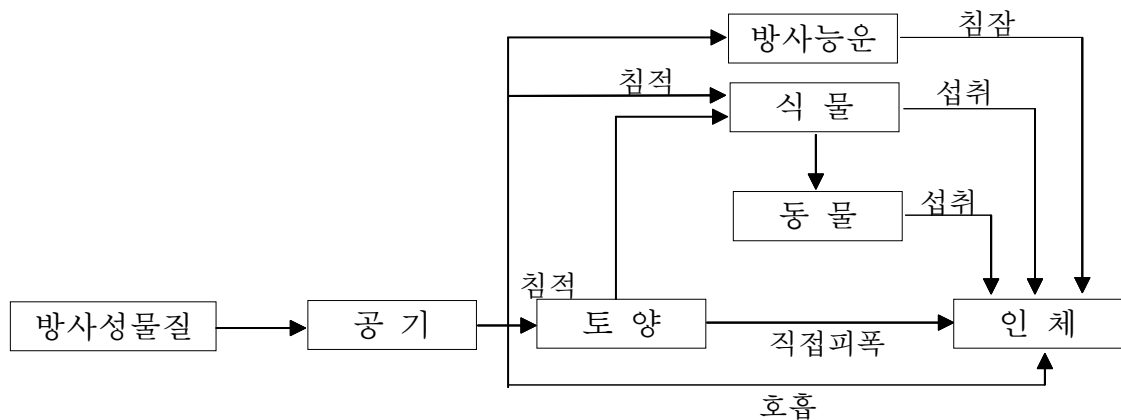 방사능운
침잠
침적
식 물
섭취
동 물
섭취
침적
방사성물질
공 기
토 양
직접피폭
인 체
호흡